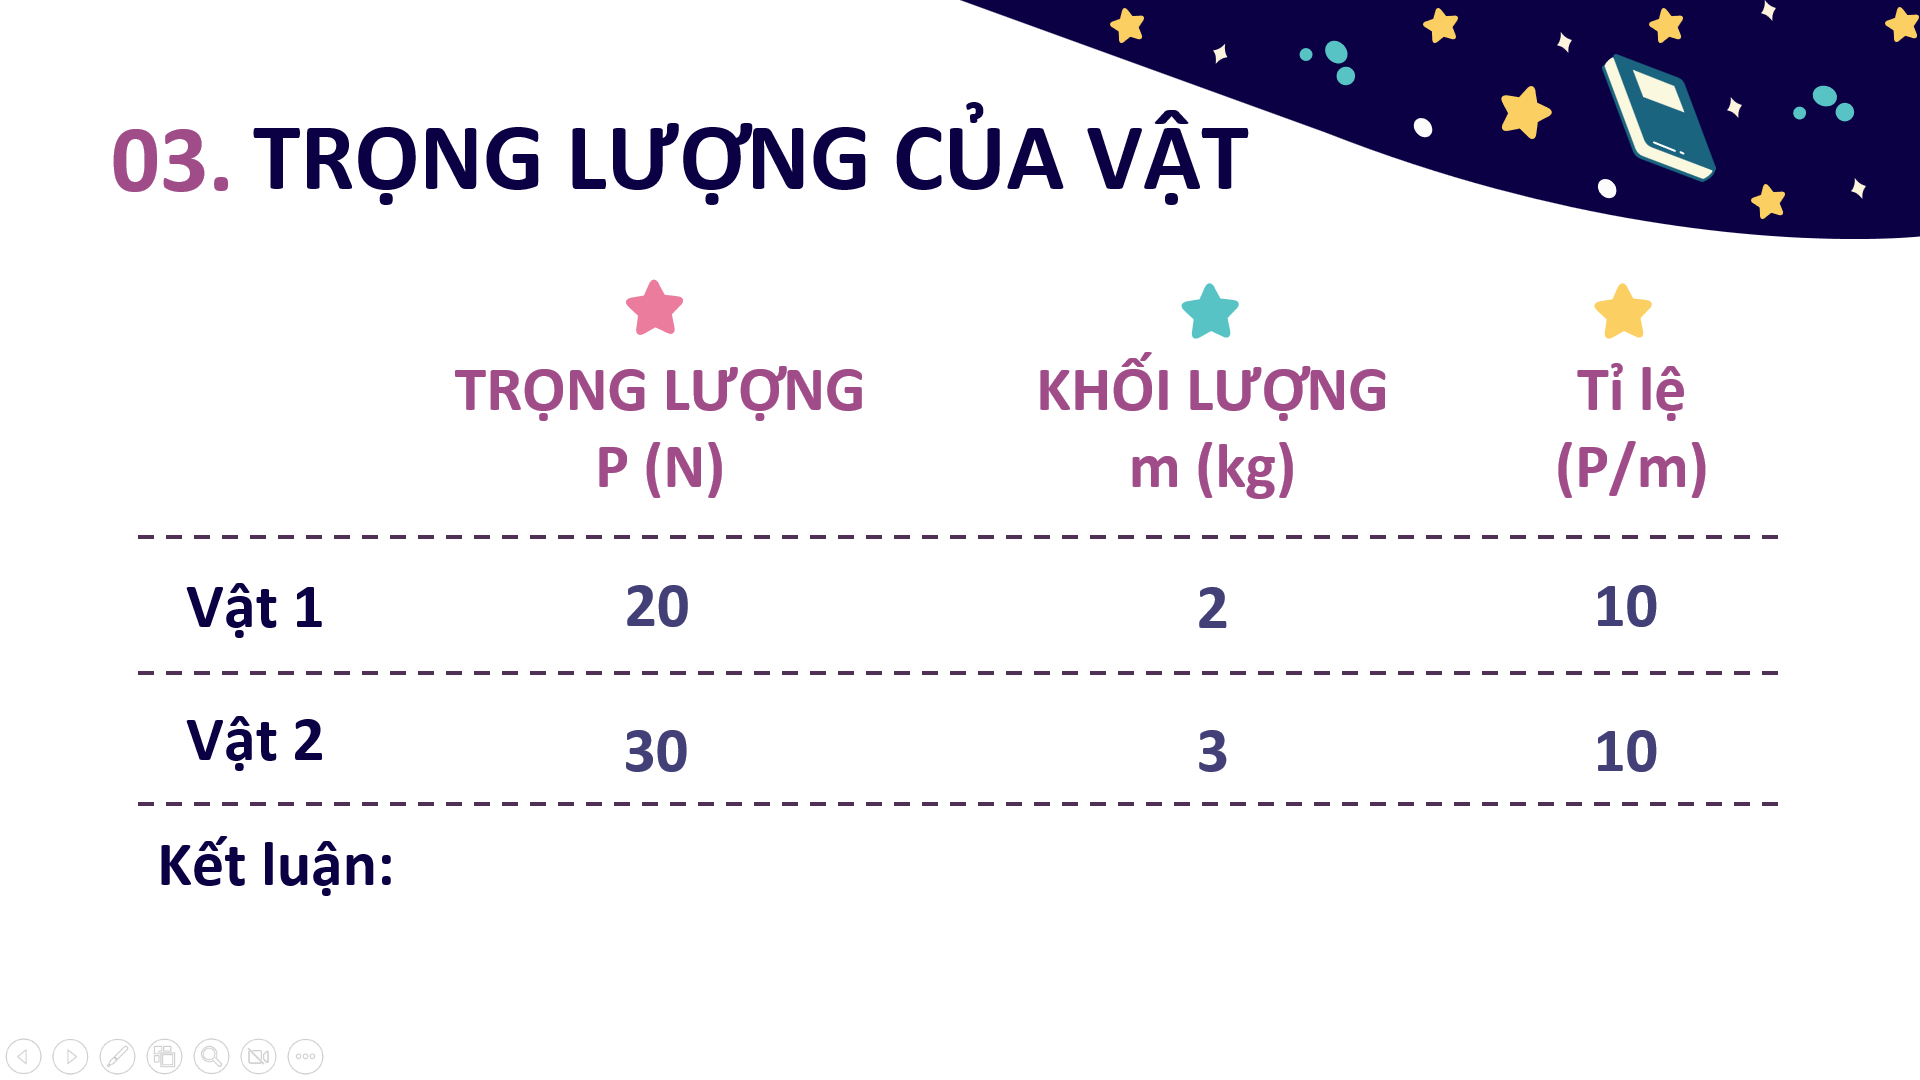 03. TRỌNG LƯỢNG CỦA VẬT
TRỌNG LƯỢNG KHỐI LƯỢNG Tỉ lệ
P (N) m (kg) (P/m)
Vật 1 20 2 10
Vật 2 30 3 10
Kết luận: